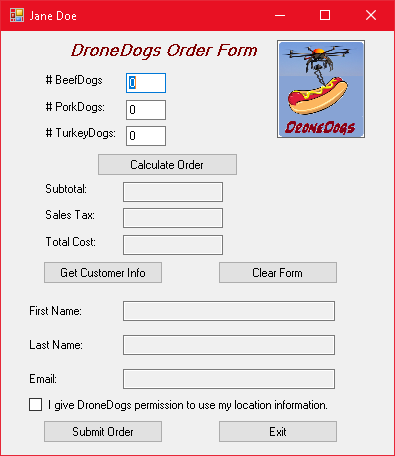 Jane Doe
DroneDogs Order Form
# BeefDogs 0
# PorkDogs: 0
# TurkeyDogs: 0
DroneDogs
Calculate Order
Subtotal:
Sales Tax:
Total Cost:
Get Customer Info Clear Form
First Name:
Last Name:
Email:
I give DroneDogs permission to use my location information.
Submit Order Exit